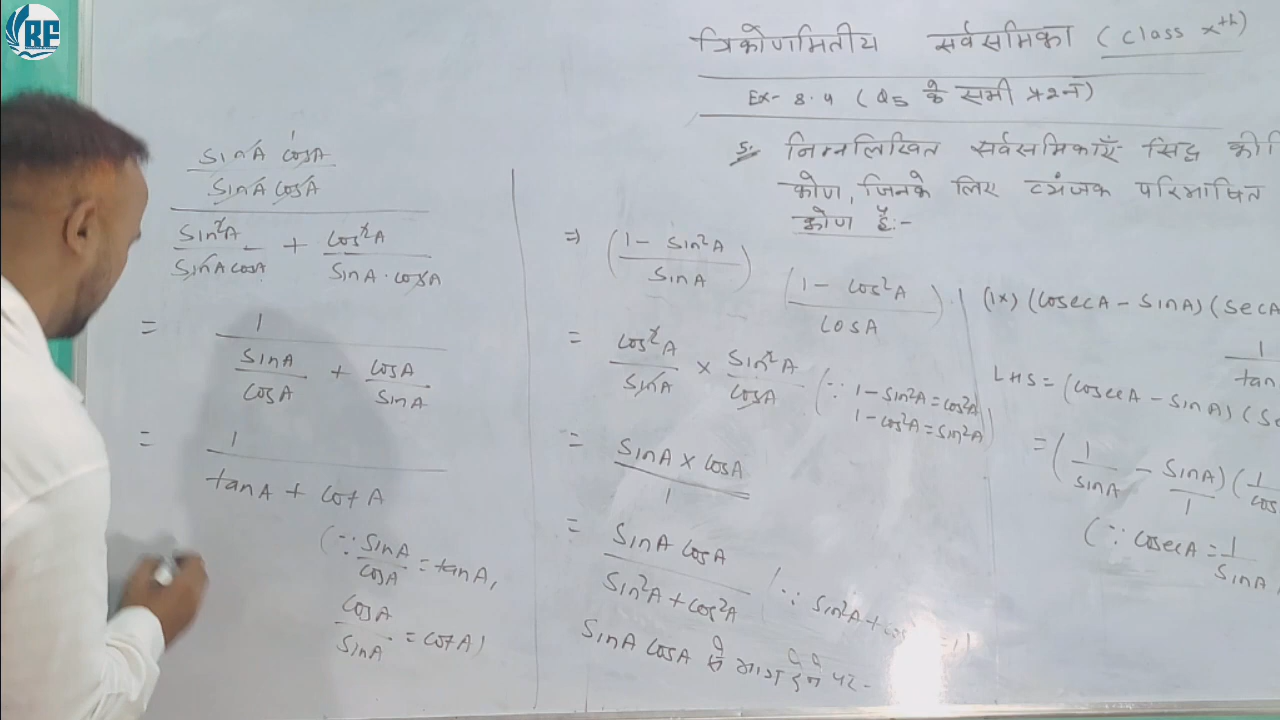 RF
त्रिकोणमितीय सर्वसमिका (Class Xth)
Ex- 8.4 (Q5 के सभी प्रश्न)
5. निम्नलिखित सर्वसमिकाएँ सिद्ध
कोण, जिनके लिए व्यंजक परिभाषित
कोण है:-
(ix) (cosecA - sinA) (secA
1
tan
LHS = (cosecA - sinA) (
= (1/sinA - sinA/1) (1/cos
(∵ cosecA = 1/sinA
⇒ ((1 - sin²A)/sinA) ((1 - cos²A)/cosA)
= cos²A/sinA × sin²A/cosA (∵ 1 - sin²A = cos²A
1 - cos²A = sin²A)
= (sinA × cosA)/1
= (sinA cosA)/(sin²A + cos²A) (∵ sin²A + cos = 1)
sinA cosA से भाग देने पर-
(sinA cosA)/(sinA cosA)
sin²A/(sinA cosA) + cos²A/(sinA · cosA)
= 1/(sinA/cosA + cosA/sinA)
= 1/(tanA + cotA)
(∵ sinA/cosA = tanA,
cosA/sinA = cotA)